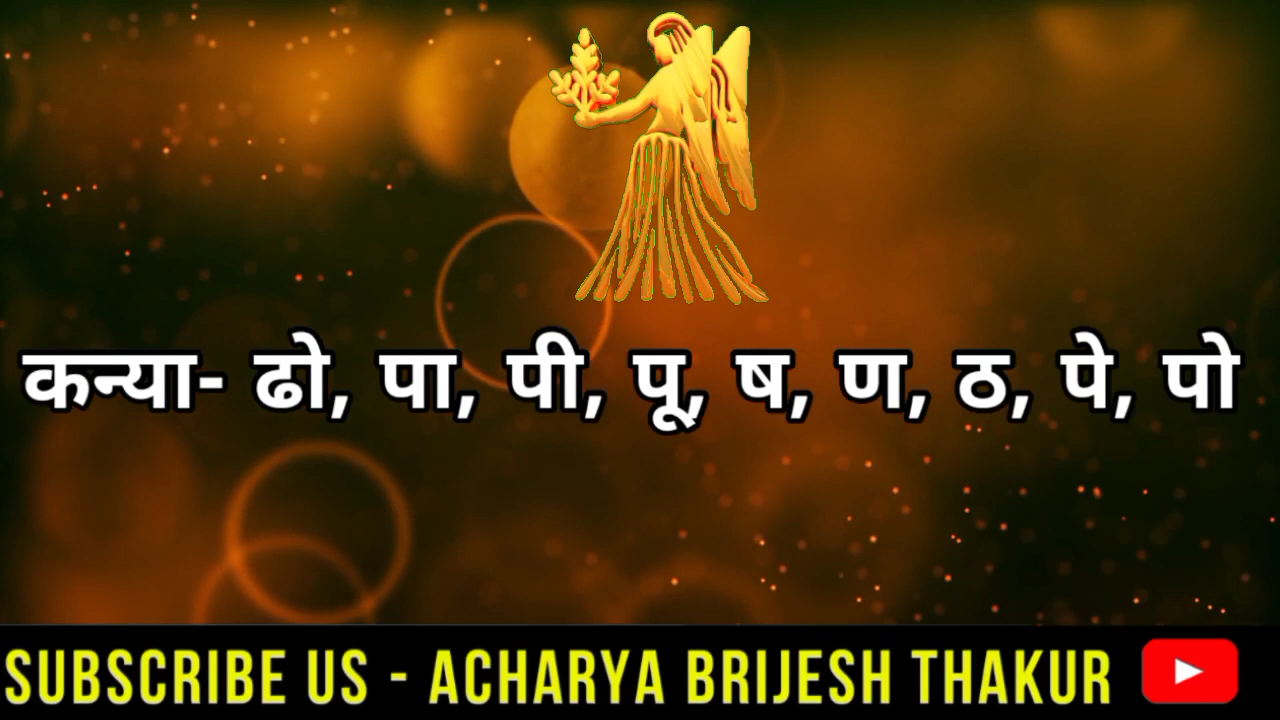 कन्या- ढो, पा, पी, पू, ष, ण, ठ, पे, पो
SUBSCRIBE US - ACHARYA BRIJESH THAKUR